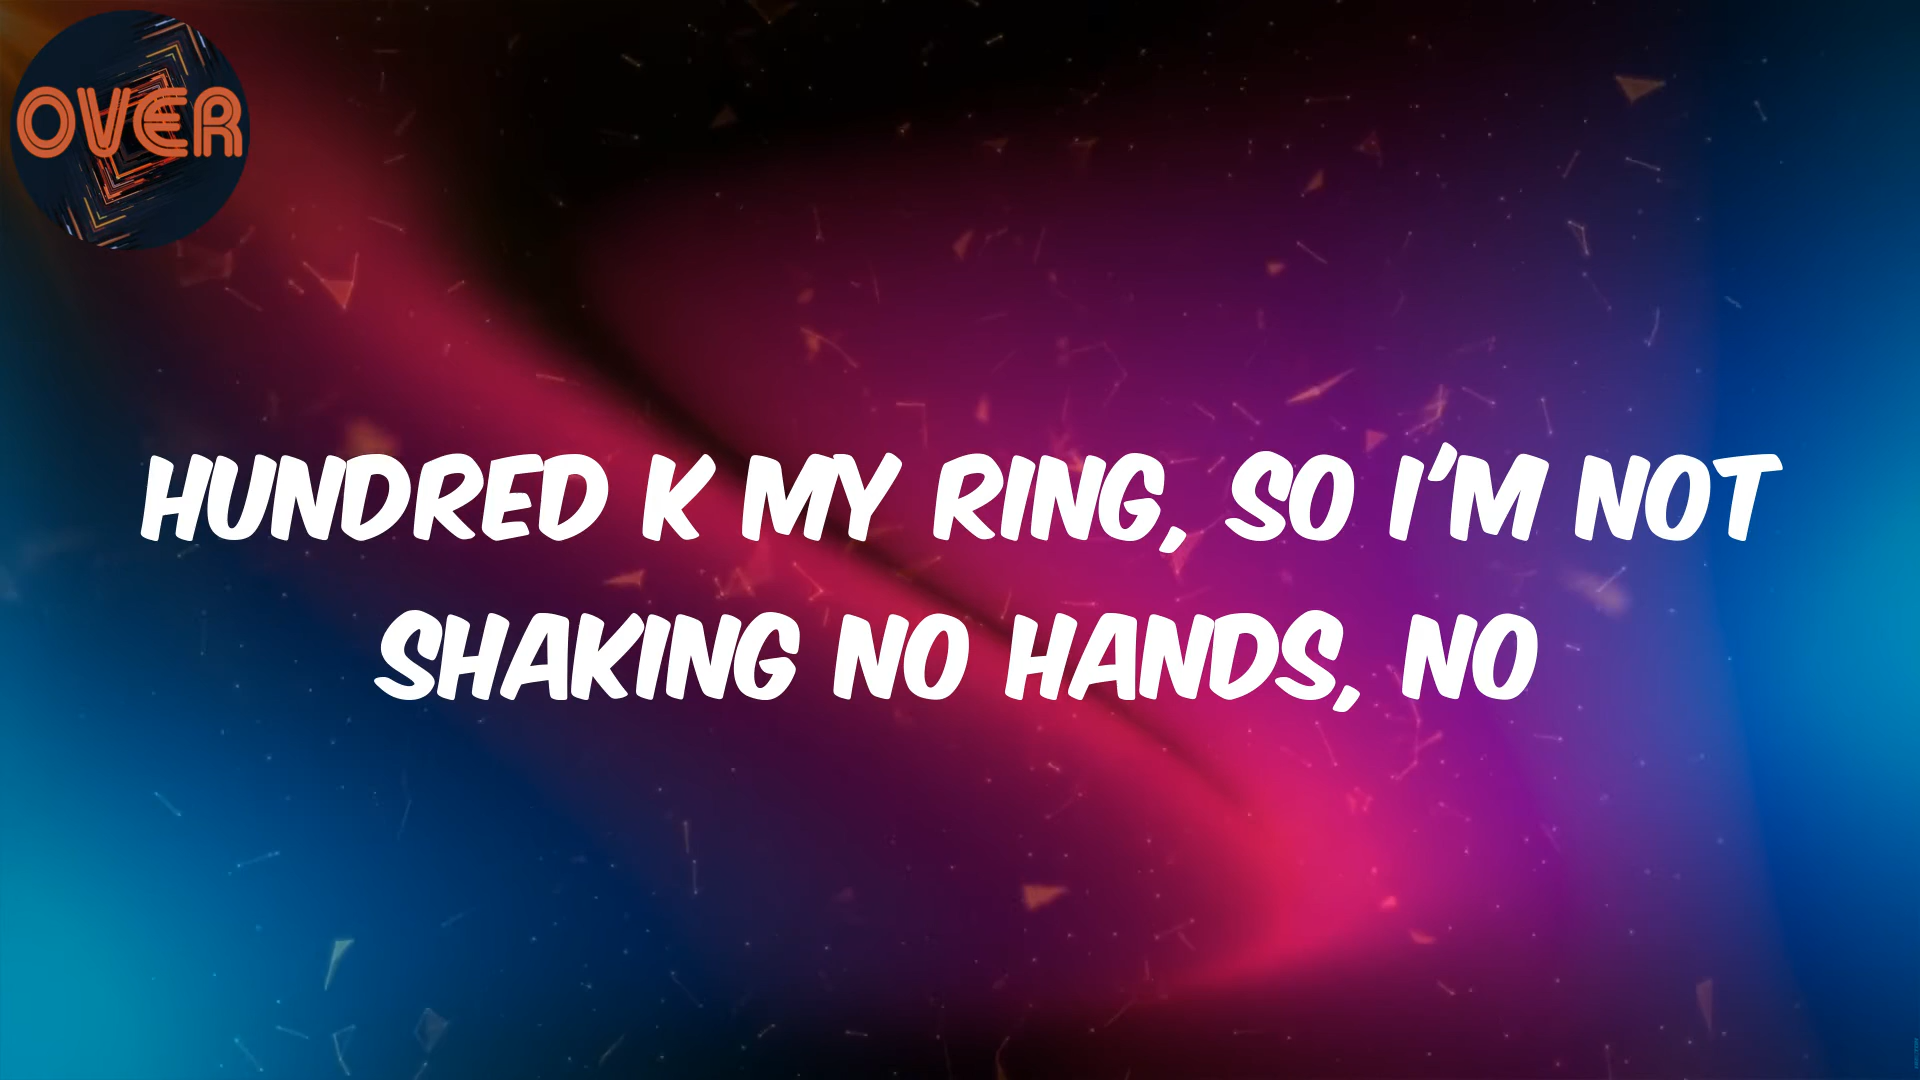 OVER
HUNDRED K MY RING, SO I'M NOT
SHAKING NO HANDS, NO